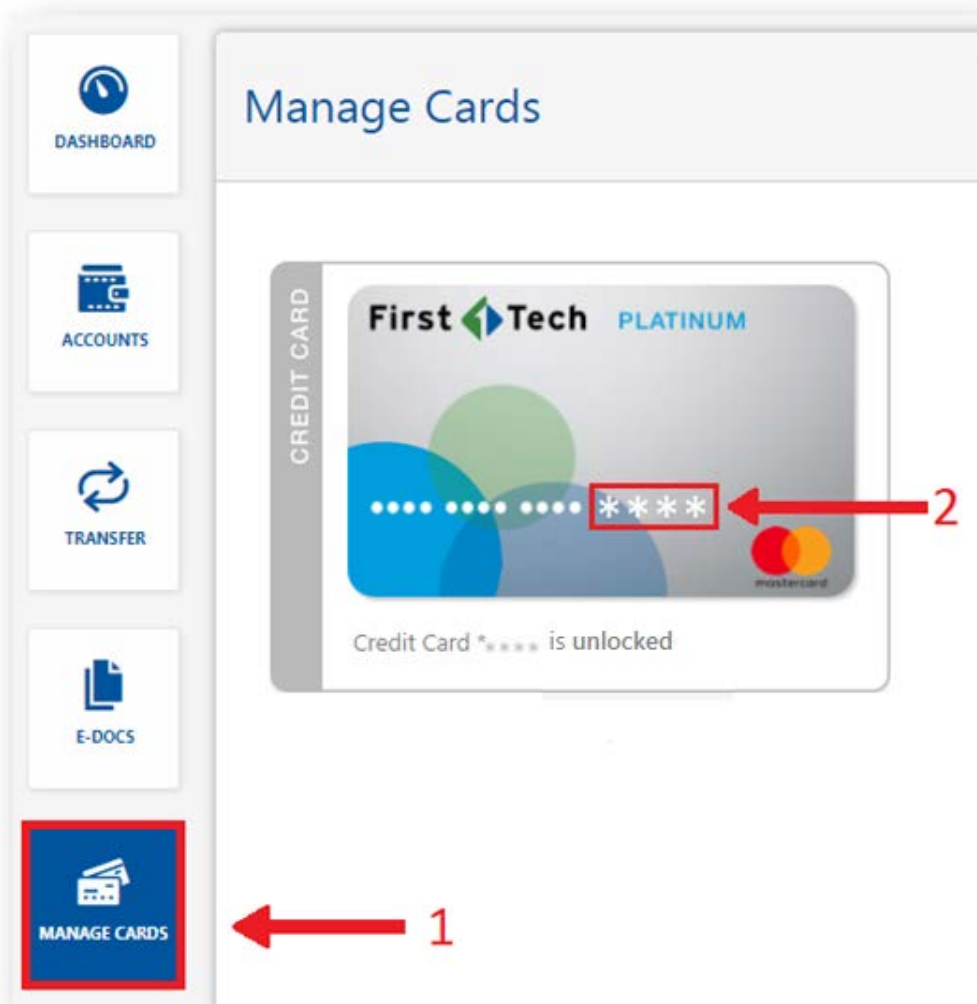 DASHBOARD
ACCOUNTS
TRANSFER
E-DOCS
MANAGE CARDS
1
Manage Cards
CREDIT CARD
First Tech PLATINUM
•••• •••• •••• ****
2
mastercard
Credit Card ***** is unlocked